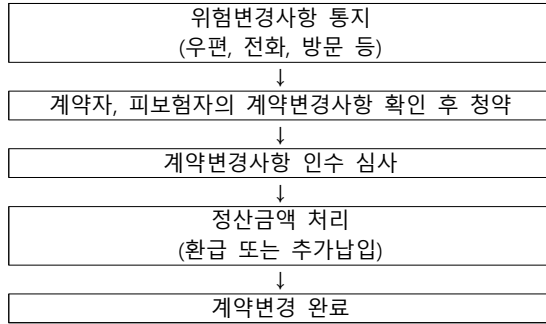 위험변경사항 통지
(우편, 전화, 방문 등)
↓
계약자, 피보험자의 계약변경사항 확인 후 청약
↓
계약변경사항 인수 심사
↓
정산금액 처리
(환급 또는 추가납입)
↓
계약변경 완료